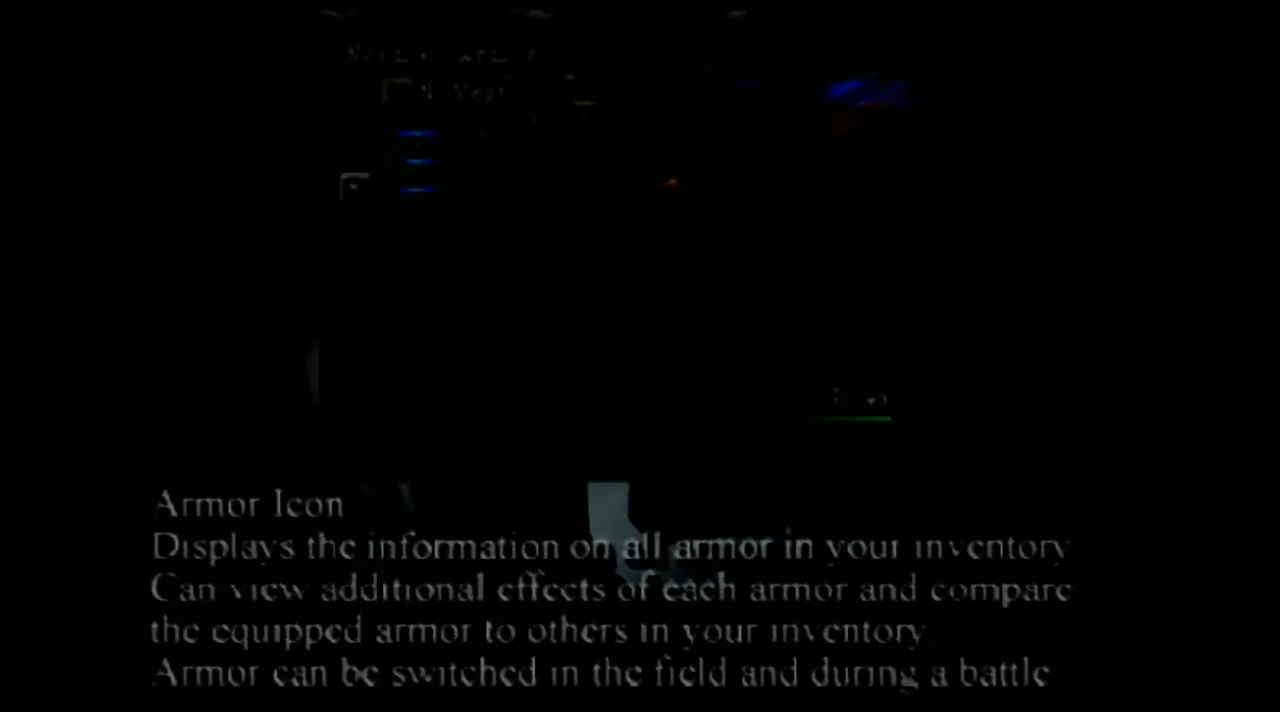 Armor Icon
Displays the information on all armor in your inventory
Can view additional effects of each armor and compare
the equipped armor to others in your inventory
Armor can be switched in the field and during a battle